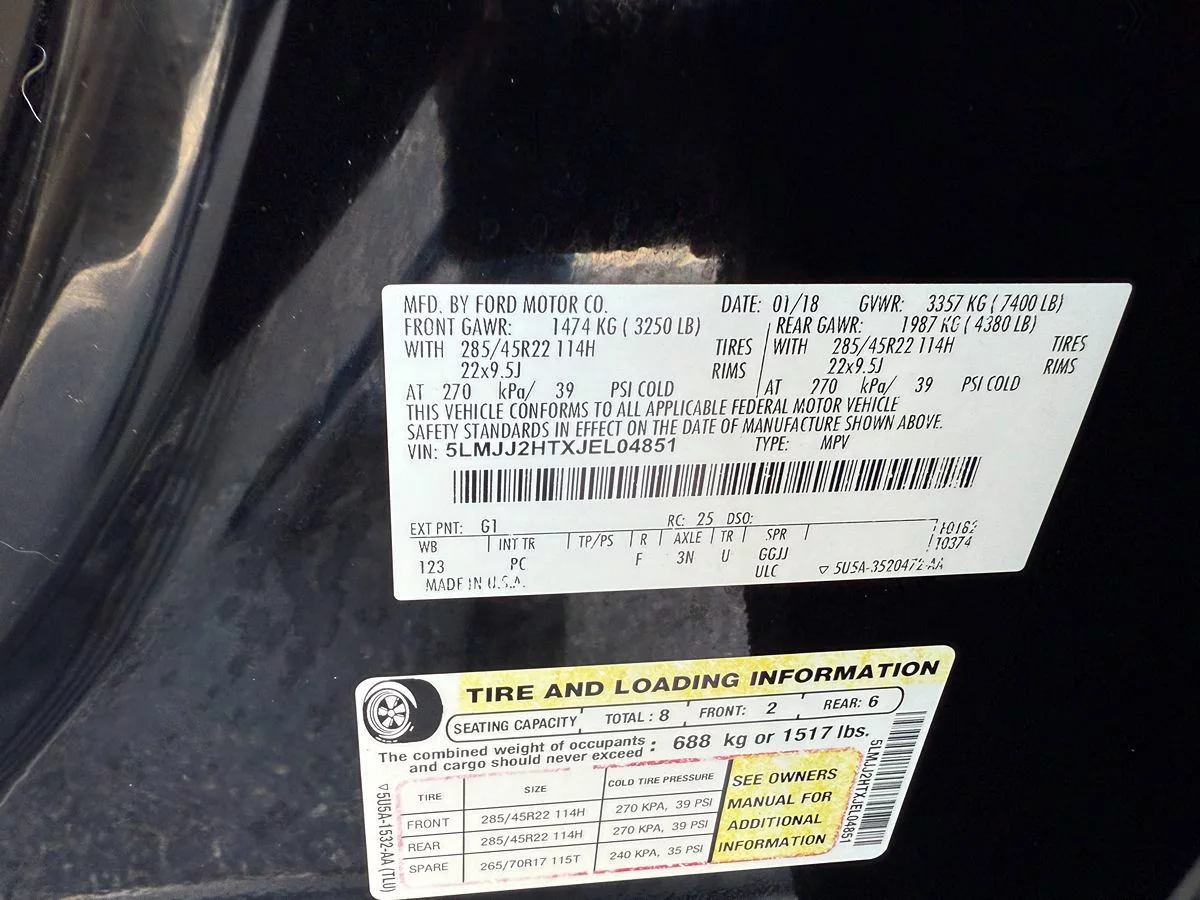 MFD. BY FORD MOTOR CO. DATE: 01/18 GVWR: 3357 KG ( 7400 LB)
FRONT GAWR: 1474 KG ( 3250 LB) REAR GAWR: 1987 KG ( 4380 LB)
WITH 285/45R22 114H TIRES WITH 285/45R22 114H TIRES
22x9.5J RIMS 22x9.5J RIMS
AT 270 kPa/ 39 PSI COLD AT 270 kPa/ 39 PSI COLD
THIS VEHICLE CONFORMS TO ALL APPLICABLE FEDERAL MOTOR VEHICLE
SAFETY STANDARDS IN EFFECT ON THE DATE OF MANUFACTURE SHOWN ABOVE.
VIN: 5LMJJ2HTXJEL04851 TYPE: MPV
EXT PNT: G1 RC: 25 DSO:
WB INT TR TP/PS R AXLE TR SPR 10162
123 PC F 3N U GGJJ 10374
MADE IN U.S.A. ULC ▽ 5U5A-3520472-AA
TIRE AND LOADING INFORMATION
SEATING CAPACITY TOTAL : 8 FRONT: 2 REAR: 6
The combined weight of occupants and cargo should never exceed : 688 kg or 1517 lbs.
TIRE SIZE COLD TIRE PRESSURE
FRONT 285/45R22 114H 270 KPA, 39 PSI
REAR 285/45R22 114H 270 KPA, 39 PSI
SPARE 265/70R17 115T 240 KPA, 35 PSI
SEE OWNERS
MANUAL FOR
ADDITIONAL
INFORMATION
▽5U5A-1532-AA (TLU)
5LMJJ2HTXJEL04851